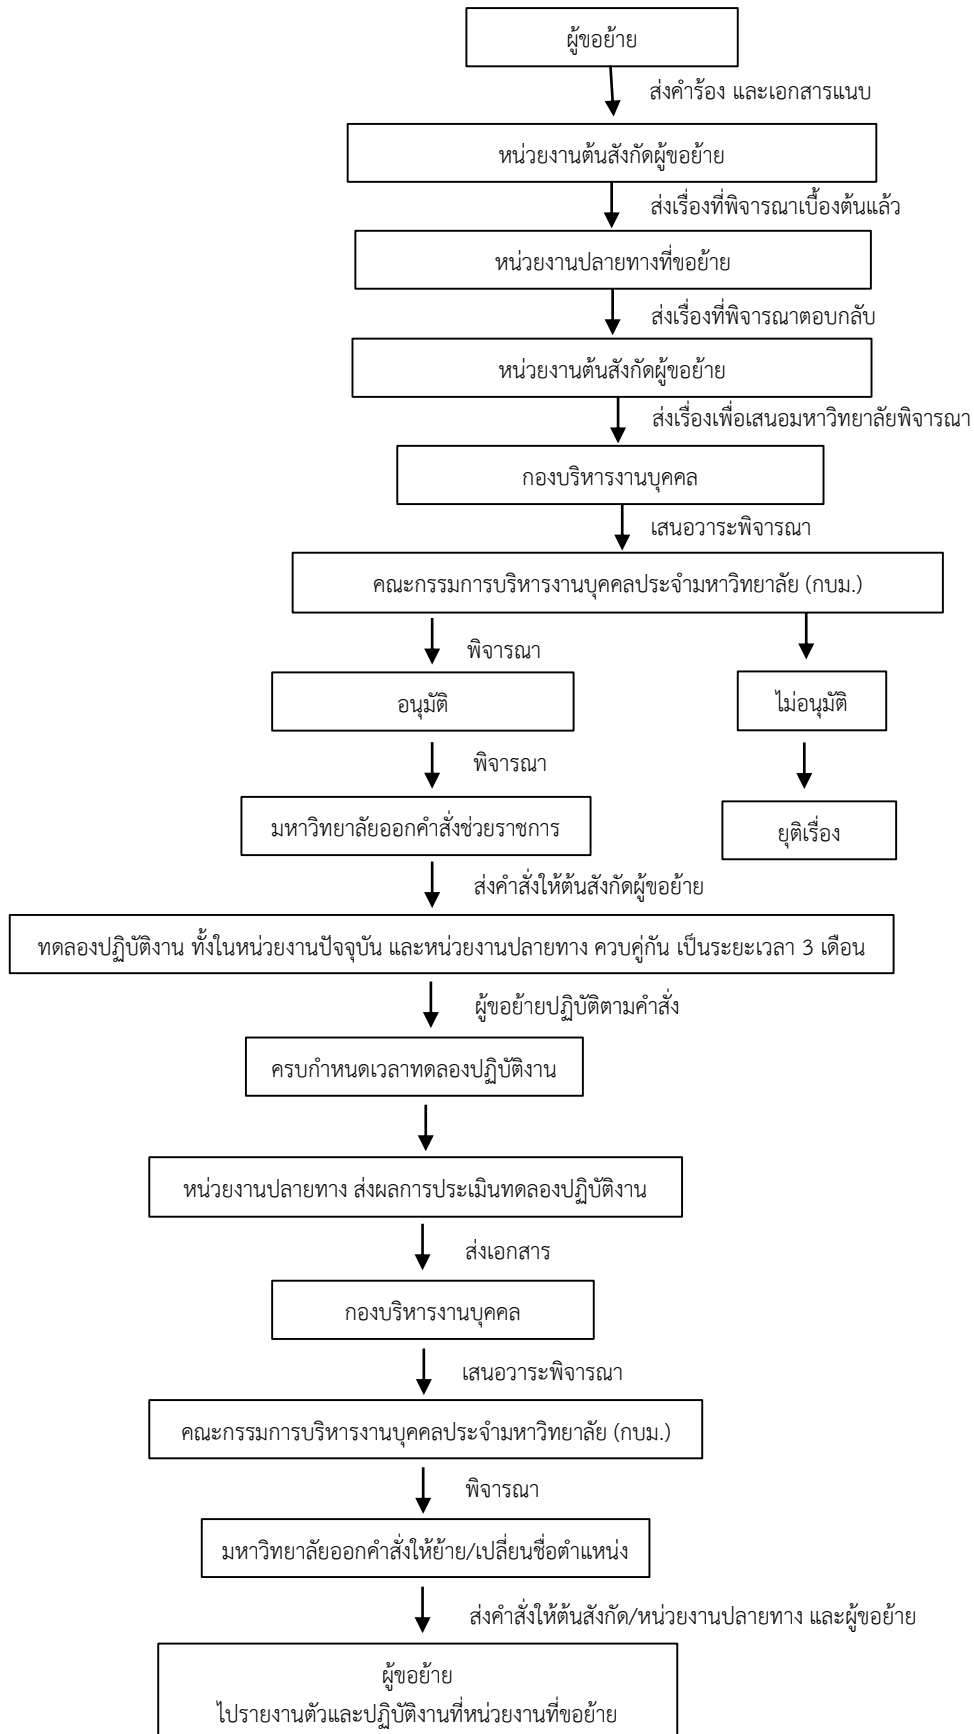 ผู้ขอย้าย
ส่งคำร้อง และเอกสารแนบ
หน่วยงานต้นสังกัดผู้ขอย้าย
ส่งเรื่องที่พิจารณาเบื้องต้นแล้ว
หน่วยงานปลายทางที่ขอย้าย
ส่งเรื่องที่พิจารณาตอบกลับ
หน่วยงานต้นสังกัดผู้ขอย้าย
ส่งเรื่องเพื่อเสนอมหาวิทยาลัยพิจารณา
กองบริหารงานบุคคล
เสนอวาระพิจารณา
คณะกรรมการบริหารงานบุคคลประจำมหาวิทยาลัย (กบม.)
พิจารณา
อนุมัติ
ไม่อนุมัติ
พิจารณา
มหาวิทยาลัยออกคำสั่งช่วยราชการ
ยุติเรื่อง
ส่งคำสั่งให้ต้นสังกัดผู้ขอย้าย
ทดลองปฏิบัติงาน ทั้งในหน่วยงานปัจจุบัน และหน่วยงานปลายทาง ควบคู่กัน เป็นระยะเวลา 3 เดือน
ผู้ขอย้ายปฏิบัติตามคำสั่ง
ครบกำหนดเวลาทดลองปฏิบัติงาน
หน่วยงานปลายทาง ส่งผลการประเมินทดลองปฏิบัติงาน
ส่งเอกสาร
กองบริหารงานบุคคล
เสนอวาระพิจารณา
คณะกรรมการบริหารงานบุคคลประจำมหาวิทยาลัย (กบม.)
พิจารณา
มหาวิทยาลัยออกคำสั่งให้ย้าย/เปลี่ยนชื่อตำแหน่ง
ส่งคำสั่งให้ต้นสังกัด/หน่วยงานปลายทาง และผู้ขอย้าย
ผู้ขอย้าย
ไปรายงานตัวและปฏิบัติงานที่หน่วยงานที่ขอย้าย